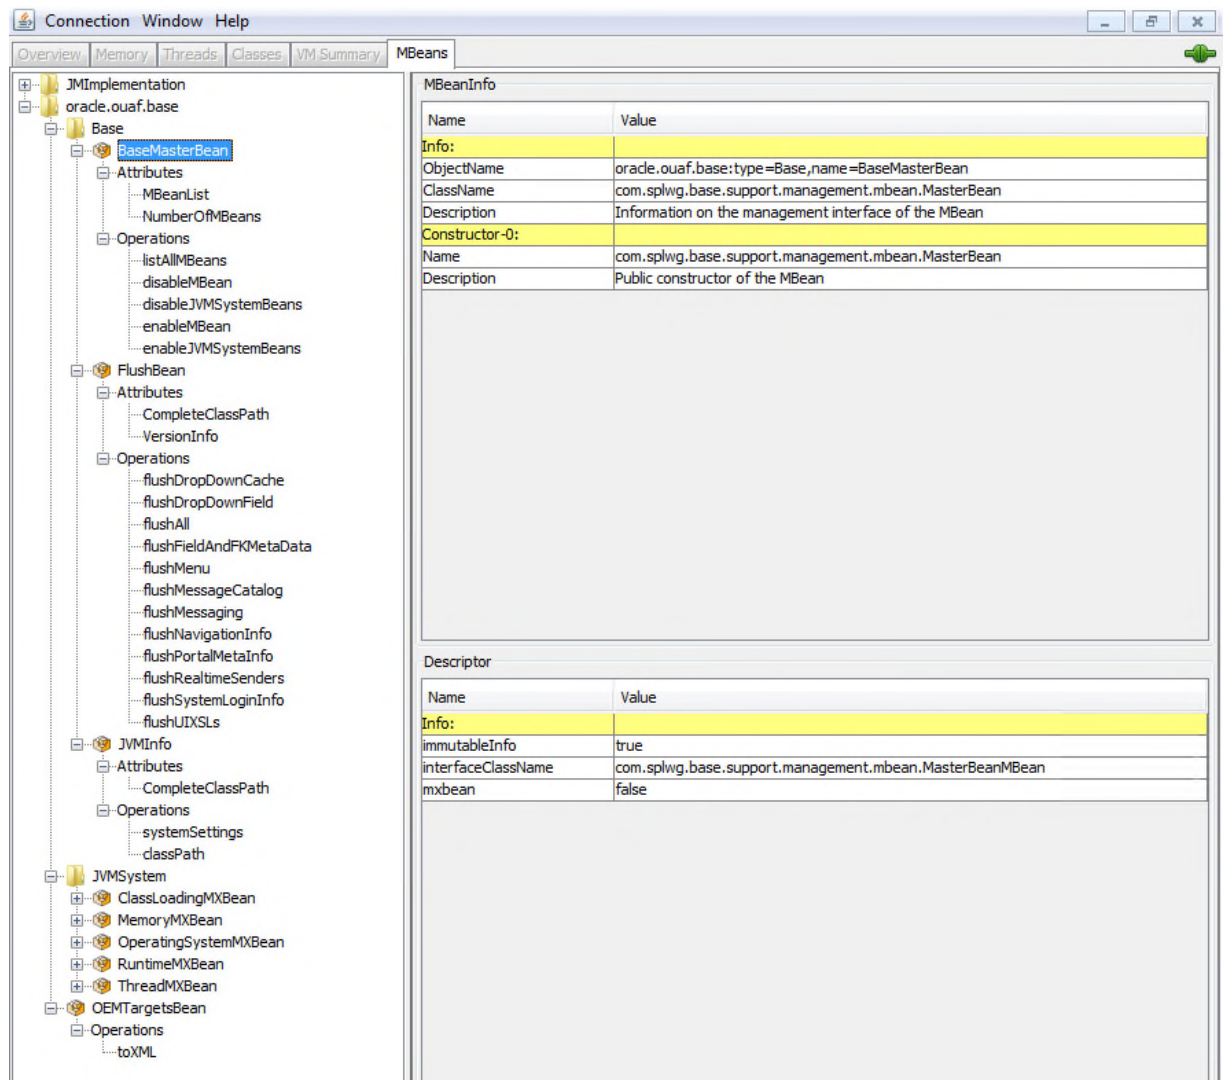 Connection Window Help
Overview Memory Threads Classes VM Summary MBeans
JMImplementation
oracle.ouaf.base
Base
BaseMasterBean
Attributes
MBeanList
NumberOfMBeans
Operations
listAllMBeans
disableMBean
disableJVMSystemBeans
enableMBean
enableJVMSystemBeans
FlushBean
Attributes
CompleteClassPath
VersionInfo
Operations
flushDropDownCache
flushDropDownField
flushAll
flushFieldAndFKMetaData
flushMenu
flushMessageCatalog
flushMessaging
flushNavigationInfo
flushPortalMetaInfo
flushRealtimeSenders
flushSystemLoginInfo
flushUIXSLs
JVMInfo
Attributes
CompleteClassPath
Operations
systemSettings
classPath
JVMSystem
ClassLoadingMXBean
MemoryMXBean
OperatingSystemMXBean
RuntimeMXBean
ThreadMXBean
OEMTargetsBean
Operations
toXML
MBeanInfo
Name Value
Info:
ObjectName oracle.ouaf.base:type=Base,name=BaseMasterBean
ClassName com.splwg.base.support.management.mbean.MasterBean
Description Information on the management interface of the MBean
Constructor-0:
Name com.splwg.base.support.management.mbean.MasterBean
Description Public constructor of the MBean
Descriptor
Name Value
Info:
immutableInfo true
interfaceClassName com.splwg.base.support.management.mbean.MasterBeanMBean
mxbean false